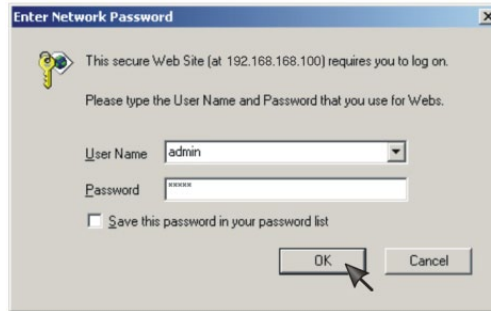 Enter Network Password
This secure Web Site (at 192.168.168.100) requires you to log on.
Please type the User Name and Password that you use for Webs.
User Name admin
Password *****
Save this password in your password list
OK Cancel